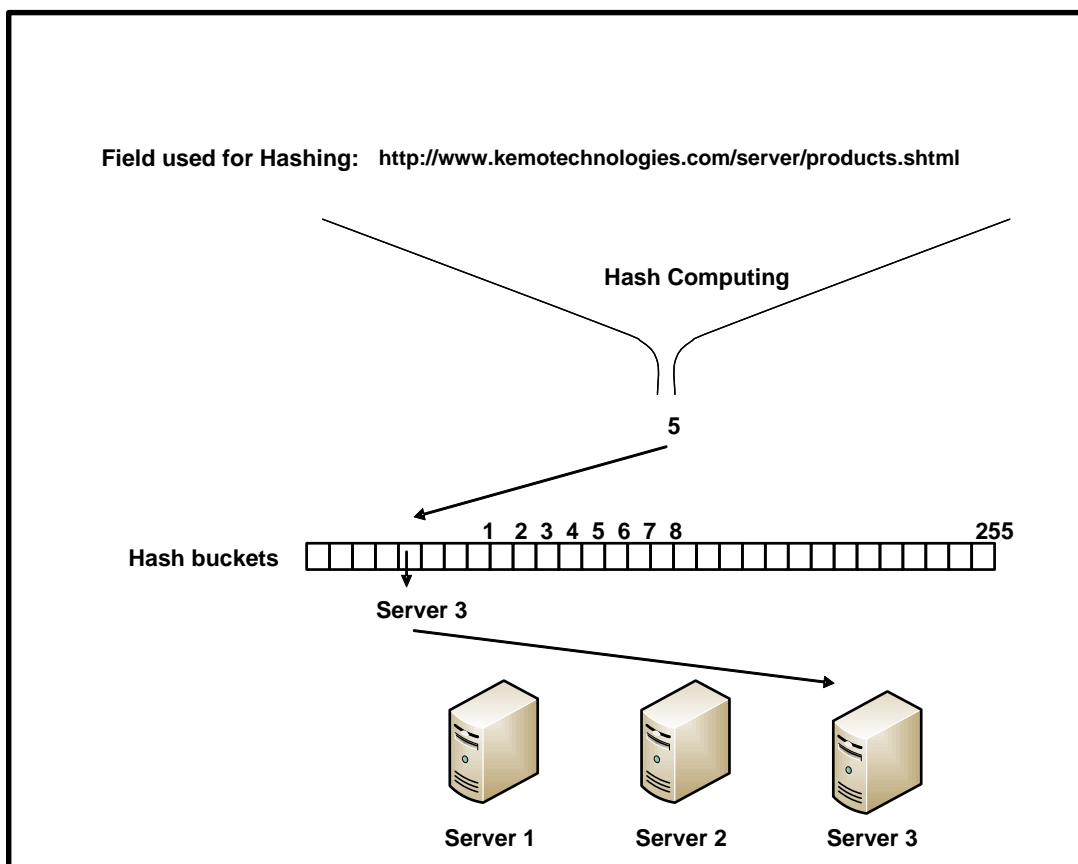 Field used for Hashing: http://www.kemotechnologies.com/server/products.shtml
Hash Computing
5
1 2 3 4 5 6 7 8 255
Hash buckets
Server 3
Server 1 Server 2 Server 3